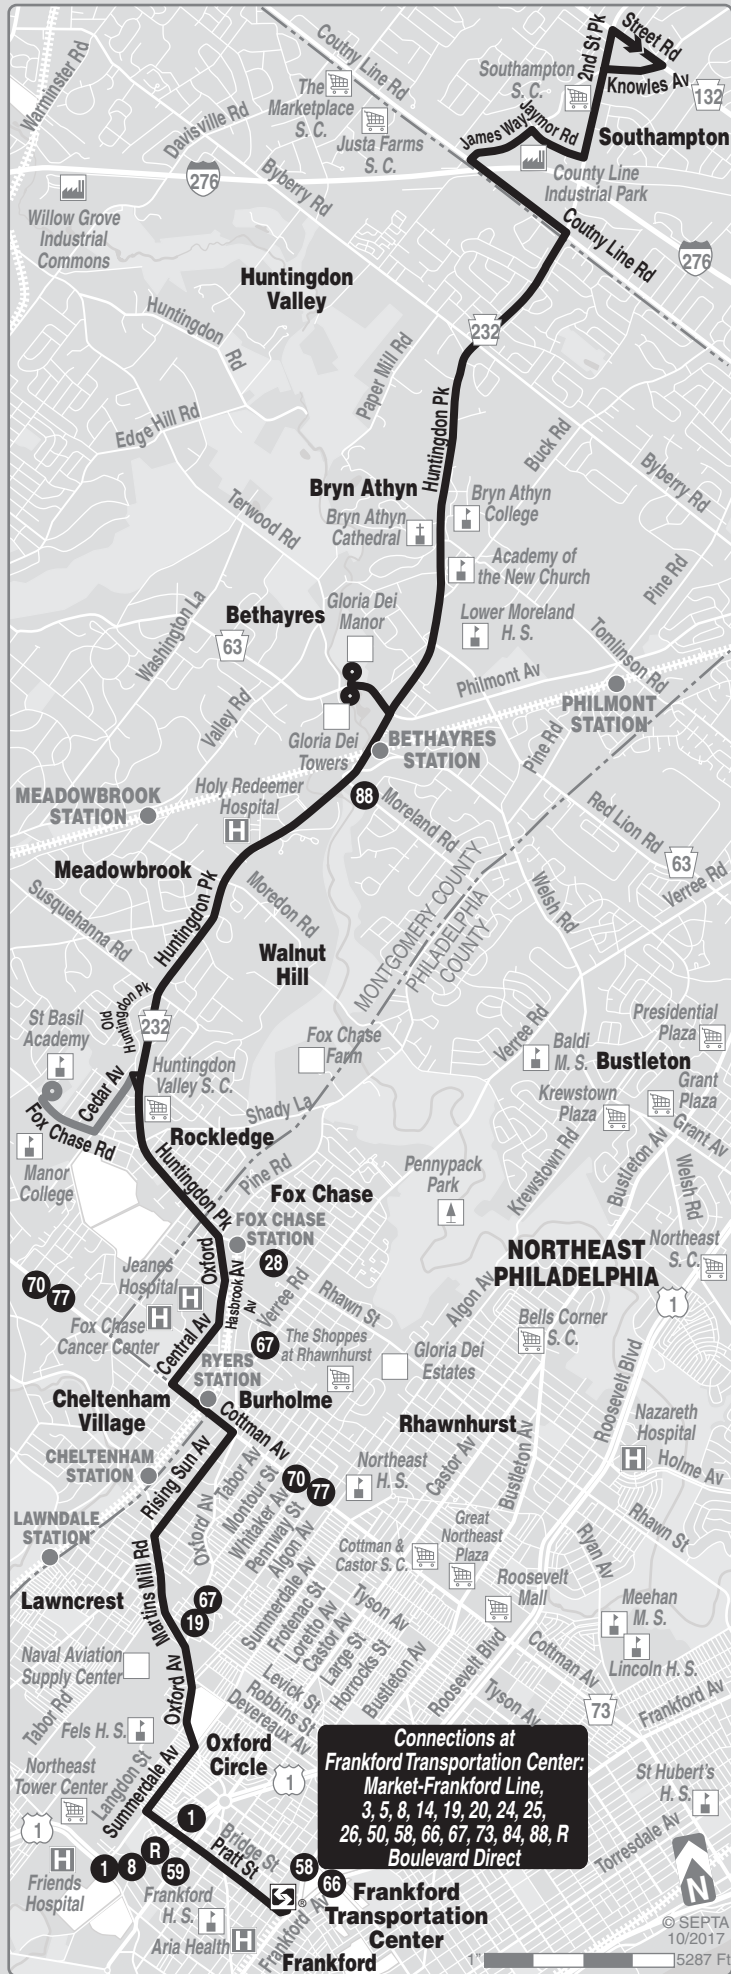 2nd St Pk
Street Rd
Knowles Av
132
Coutny Line Rd
Warminster Rd
The
Marketplace
S. C.
Southampton
S. C.
Davisville Rd
Justa Farms
S. C.
James Way
Jaymor Rd
Southampton
276
Byberry Rd
County Line
Industrial Park
Willow Grove
Industrial
Commons
Coutny Line Rd
276
Huntingdon
Valley
Huntingdon
Rd
232
Paper Mill Rd
Huntingdon Pk
Edge Hill Rd
Buck Rd
Byberry Rd
Terwood Rd
Bryn Athyn
Bryn Athyn
Cathedral
Bryn Athyn
College
Academy of
the New Church
Pine Rd
Washington La
Bethayres
Gloria Dei
Manor
Lower Moreland
H. S.
63
Tomlinson Rd
Philmont Av
PHILMONT
STATION
Valley Rd
Gloria Dei
Towers
BETHAYRES
STATION
Pine Rd
MEADOWBROOK
STATION
Holy Redeemer
Hospital
88
Moreland Rd
Red Lion Rd
63
Verree Rd
Meadowbrook
Susquehanna Rd
Huntingdon Pk
Moredon Rd
Welsh Rd
MONTGOMERY COUNTY
PHILADELPHIA
COUNTY
Walnut
Hill
Old
Huntingdon Pk
232
St Basil
Academy
Fox Chase
Farm
Verree Rd
Presidential
Plaza
Baldi
M. S.
Bustleton
Cedar Av
Huntingdon
Valley S. C.
Krewstown
Plaza
Grant
Plaza
Fox Chase Rd
Shady La
Grant Av
Rockledge
Manor
College
Pine Rd
Huntingdon Pk
Pennypack
Park
Krewstown Rd
Bustleton Av
Welsh Rd
Fox Chase
FOX CHASE
STATION
28
NORTHEAST
PHILADELPHIA
Northeast
S. C.
Jeanes
Hospital
Oxford
Hasbrook Av
Av
Verree Rd
Rhawn St
Algon Av
1
70
77
Fox Chase
Cancer Center
Central Av
67
The Shoppes
at Rhawnhurst
Gloria Dei
Estates
Bells Corner
S. C.
Roosevelt Blvd
RYERS
STATION
Cheltenham
Village
Burholme
Cottman Av
Rhawnhurst
Nazareth
Hospital
Holme Av
CHELTENHAM
STATION
Rising Sun Av
Tabor Av
Montour St
Whitaker Av
Pennway St
Algon Av
70
77
Northeast
H. S.
Castor Av
Bustleton Av
Rhawn St
LAWNDALE
STATION
Oxford Av
Cottman &
Castor S. C.
Great
Northeast
Plaza
Ryan Av
Martins Mill Rd
Lawncrest
Summerdale Av
Frotenac St
Loretto Av
Castor Av
Large St
Horrocks St
Tyson Av
Roosevelt
Mall
Meehan
M. S.
67
19
Lincoln H. S.
Naval Aviation
Supply Center
Oxford Av
Levick St
Robbins St
Devereaux Av
Bustleton Av
Roosevelt Blvd
Cottman Av
Tyson Av
73
Frankford Av
Tabor Rd
Fels H. S.
Oxford
Circle
1
Connections at
Frankford Transportation Center:
Market-Frankford Line,
3, 5, 8, 14, 19, 20, 24, 25,
26, 50, 58, 66, 67, 73, 84, 88, R
Boulevard Direct
Northeast
Tower Center
Langdon St
Summerdale Av
St Hubert's
H. S.
1
1
Bridge St
Pratt St
Torresdale Av
Friends
Hospital
1
8
R
59
58
66
Frankford
H. S.
Aria Health
®
Frankford Av
Frankford
Transportation
Center
Frankford
N
© SEPTA
10/2017
1"
5287 Ft